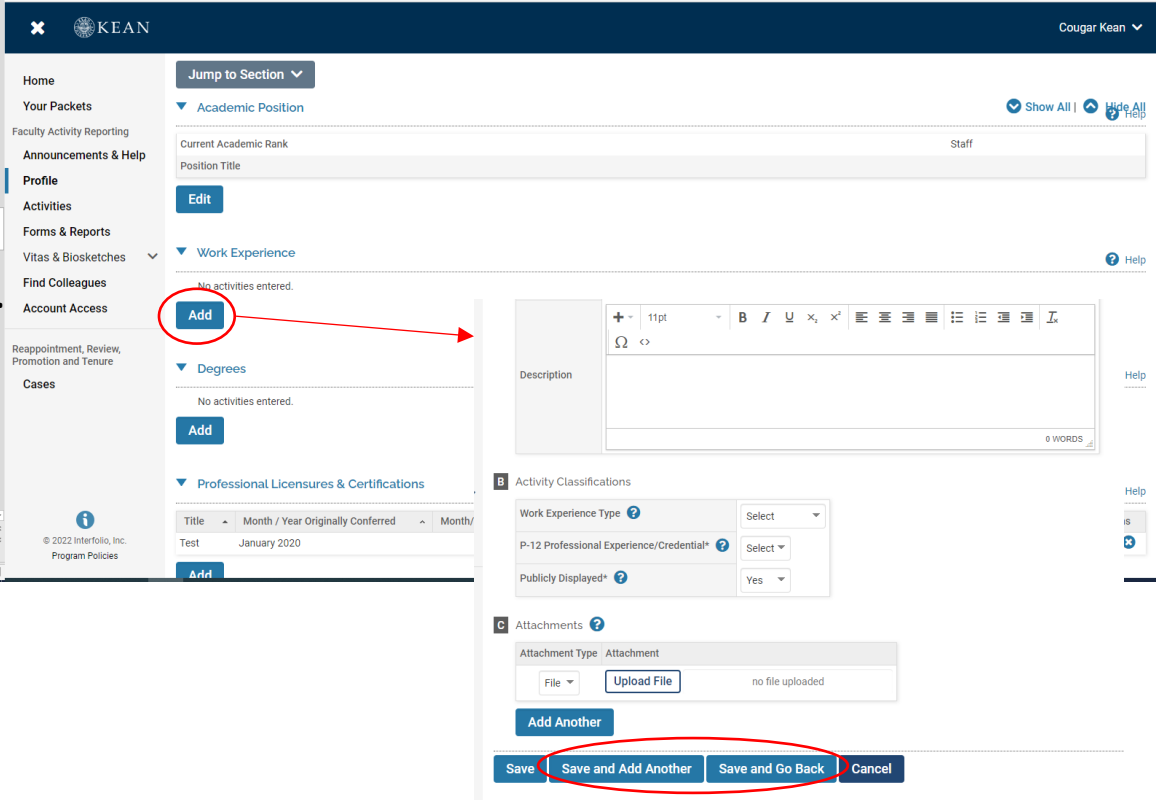 KEAN
Cougar Kean
Home
Your Packets
Faculty Activity Reporting
Announcements & Help
Profile
Activities
Forms & Reports
Vitas & Biosketches
Find Colleagues
Account Access
Reappointment, Review,
Promotion and Tenure
Cases
© 2022 Interfolio, Inc.
Program Policies
Jump to Section
Academic Position
Show All | Hide All
Help
Current Academic Rank Staff
Position Title
Edit
Work Experience
Help
No activities entered.
Add
Degrees
Help
No activities entered.
Add
Professional Licensures & Certifications
Help
Title Month / Year Originally Conferred Month/
Test January 2020
Add
11pt B I U x₂ x² Ix
Ω <>
Description
0 WORDS
B Activity Classifications
Work Experience Type ? Select
P-12 Professional Experience/Credential* ? Select
Publicly Displayed* ? Yes
C Attachments ?
Attachment Type Attachment
File Upload File no file uploaded
Add Another
Save Save and Add Another Save and Go Back Cancel